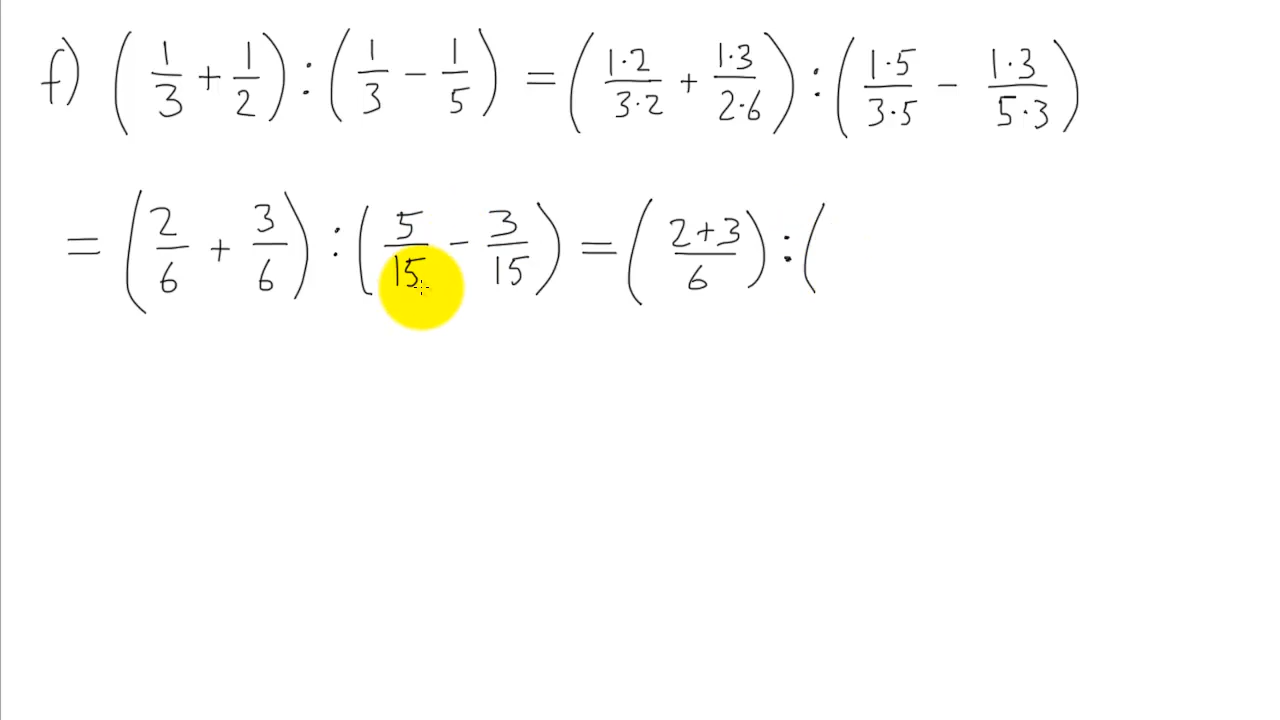 f) (1/3 + 1/2) : (1/3 − 1/5) = (1·2/3·2 + 1·3/2·6) : (1·5/3·5 − 1·3/5·3)
= (2/6 + 3/6) : (5/15 − 3/15) = (2+3/6) : (